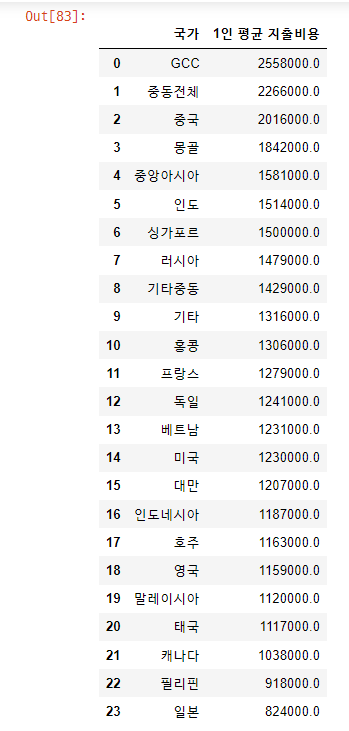 Out[83]:
국가 1인 평균 지출비용
0 GCC 2558000.0
1 중동전체 2266000.0
2 중국 2016000.0
3 몽골 1842000.0
4 중앙아시아 1581000.0
5 인도 1514000.0
6 싱가포르 1500000.0
7 러시아 1479000.0
8 기타중동 1429000.0
9 기타 1316000.0
10 홍콩 1306000.0
11 프랑스 1279000.0
12 독일 1241000.0
13 베트남 1231000.0
14 미국 1230000.0
15 대만 1207000.0
16 인도네시아 1187000.0
17 호주 1163000.0
18 영국 1159000.0
19 말레이시아 1120000.0
20 태국 1117000.0
21 캐나다 1038000.0
22 필리핀 918000.0
23 일본 824000.0